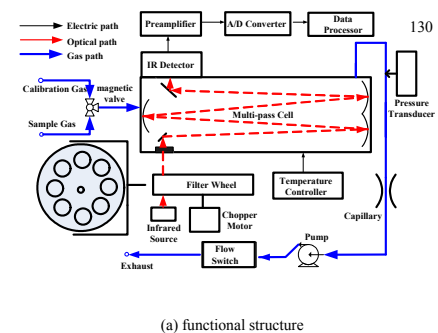 Electric path
Optical path
Gas path
Preamplifier
A/D Converter
Data
Processor
130
IR Detector
Calibration Gas
magnetic
valve
Sample Gas
Multi-pass Cell
Pressure
Transducer
Filter Wheel
Temperature
Controller
Capillary
Infrared
Source
Chopper
Motor
Pump
Flow
Switch
Exhaust
(a) functional structure